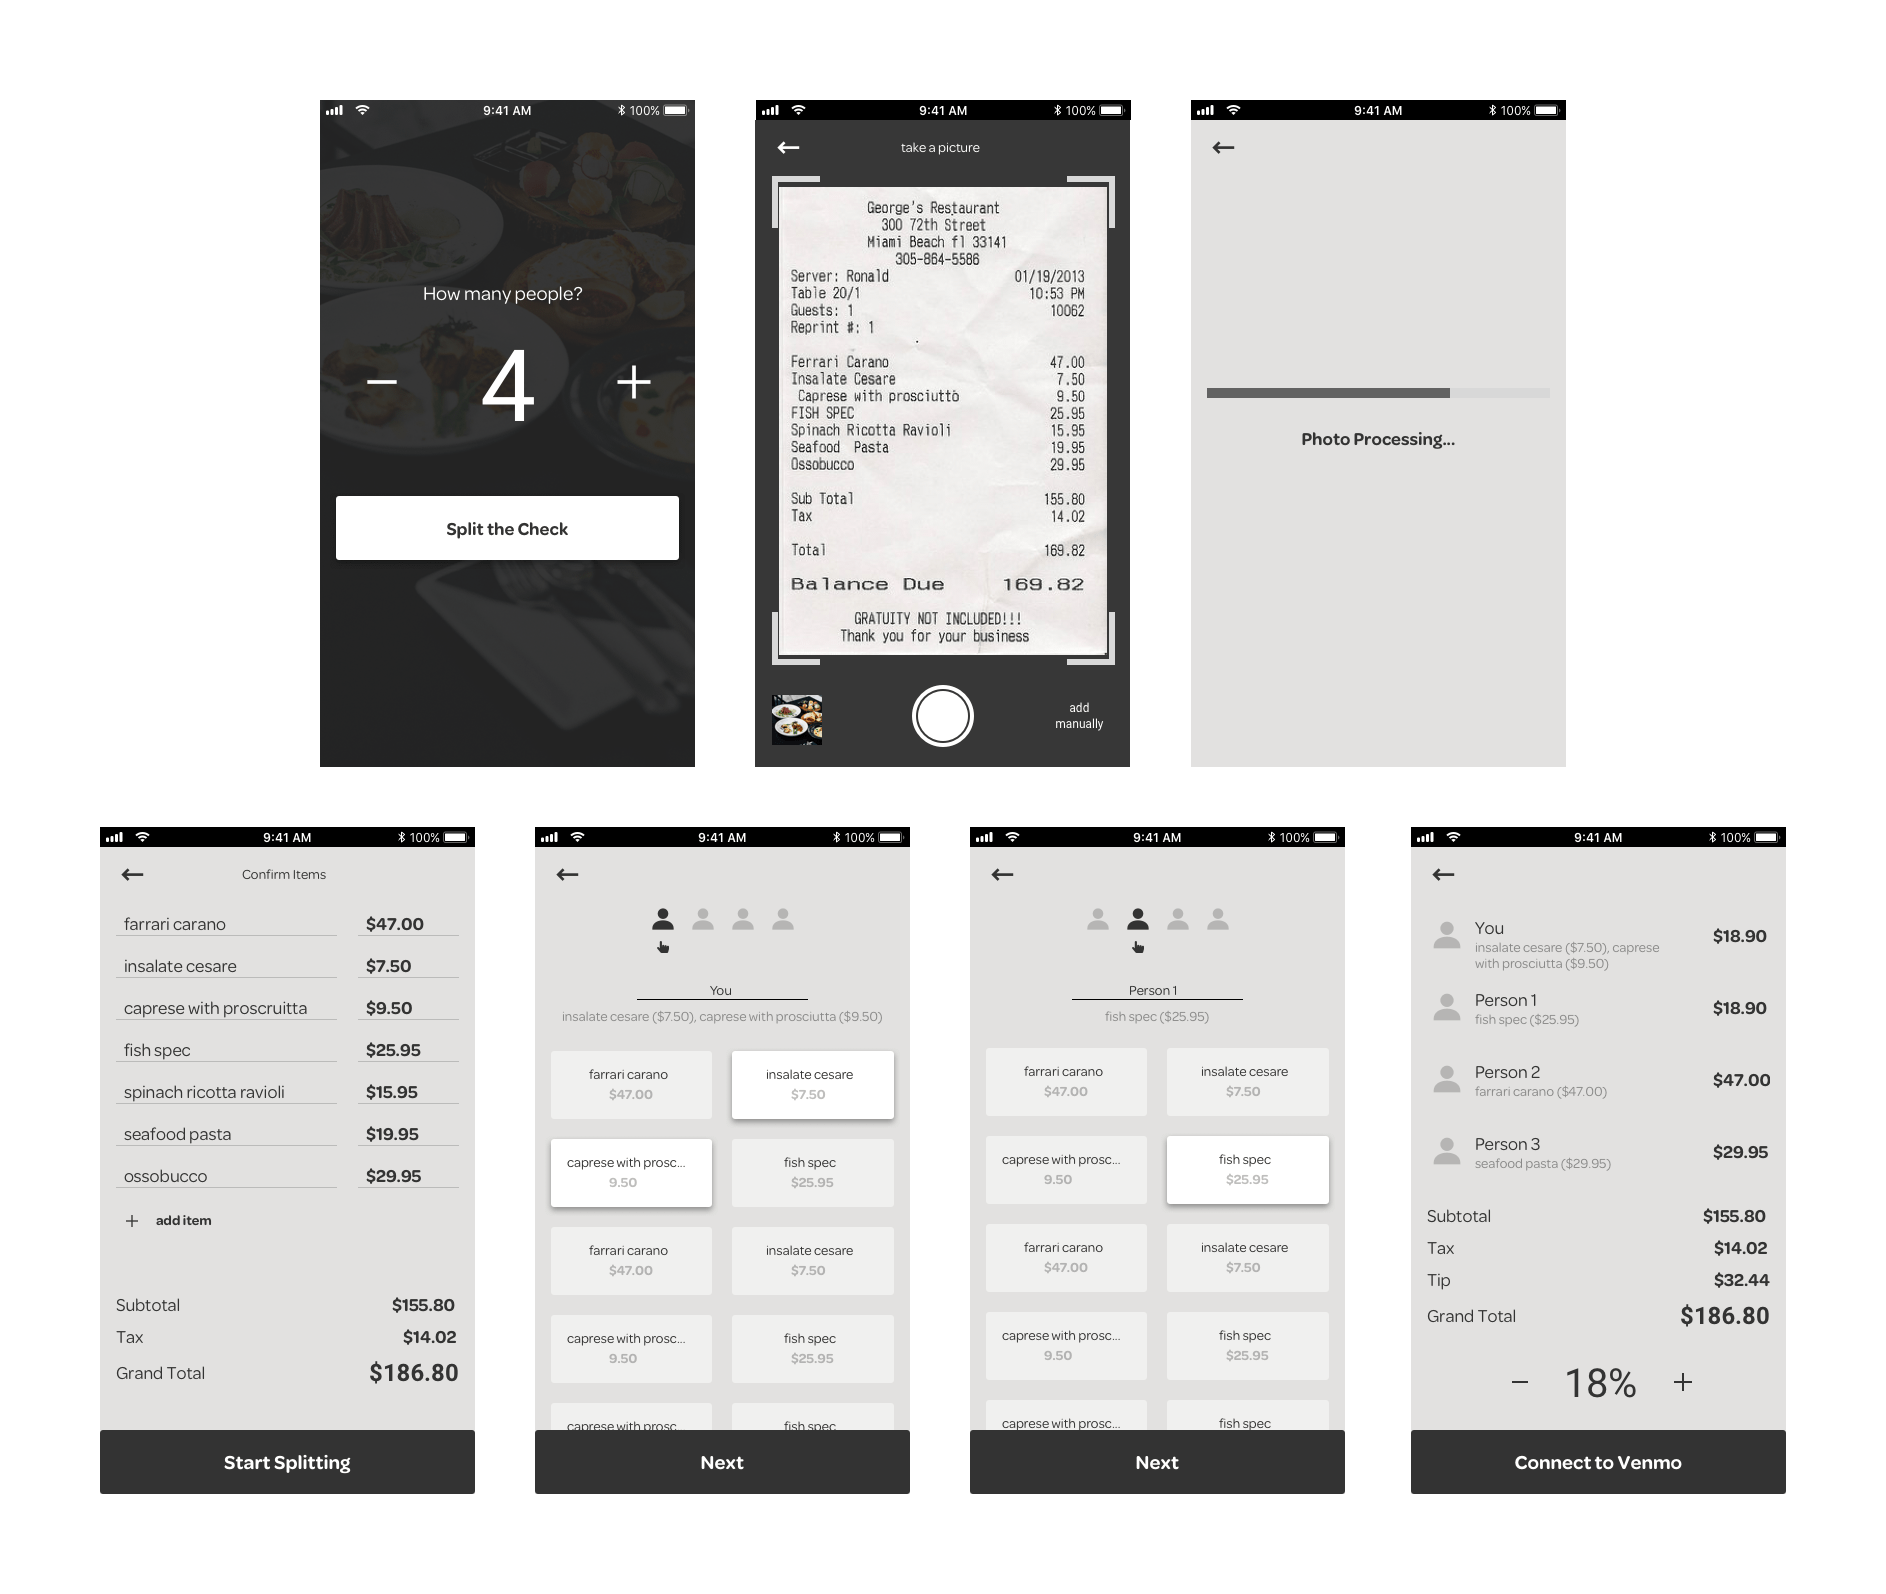 9:41 AM 100%
How many people?
− 4 +
Split the Check
9:41 AM 100%
take a picture
George's Restaurant
300 72th Street
Miami Beach fl 33141
305-864-5586
Server: Ronald 01/19/2013
Table 20/1 10:53 PM
Guests: 1 10062
Reprint #: 1
Ferrari Carano 47.00
Insalate Cesare 7.50
Caprese with prosciutto 9.50
FISH SPEC 25.95
Spinach Ricotta Ravioli 15.95
Seafood Pasta 19.95
Ossobucco 29.95
Sub Total 155.80
Tax 14.02
Total 169.82
Balance Due 169.82
GRATUITY NOT INCLUDED!!!
Thank you for your business
add
manually
9:41 AM 100%
Photo Processing...
9:41 AM 100%
Confirm Items
farrari carano $47.00
insalate cesare $7.50
caprese with proscruitta $9.50
fish spec $25.95
spinach ricotta ravioli $15.95
seafood pasta $19.95
ossobucco $29.95
+ add item
Subtotal $155.80
Tax $14.02
Grand Total $186.80
Start Splitting
9:41 AM 100%
You
insalate cesare ($7.50), caprese with prosciutta ($9.50)
farrari carano insalate cesare
$47.00 $7.50
caprese with prosc... fish spec
9.50 $25.95
farrari carano insalate cesare
$47.00 $7.50
caprese with prosc... fish spec
9.50 $25.95
caprese with prosc... fish spec
Next
9:41 AM 100%
Person 1
fish spec ($25.95)
farrari carano insalate cesare
$47.00 $7.50
caprese with prosc... fish spec
9.50 $25.95
farrari carano insalate cesare
$47.00 $7.50
caprese with prosc... fish spec
9.50 $25.95
caprese with prosc... fish spec
Next
9:41 AM 100%
You $18.90
insalate cesare ($7.50), caprese
with prosciutta ($9.50)
Person 1 $18.90
fish spec ($25.95)
Person 2 $47.00
farrari carano ($47.00)
Person 3 $29.95
seafood pasta ($29.95)
Subtotal $155.80
Tax $14.02
Tip $32.44
Grand Total $186.80
− 18% +
Connect to Venmo